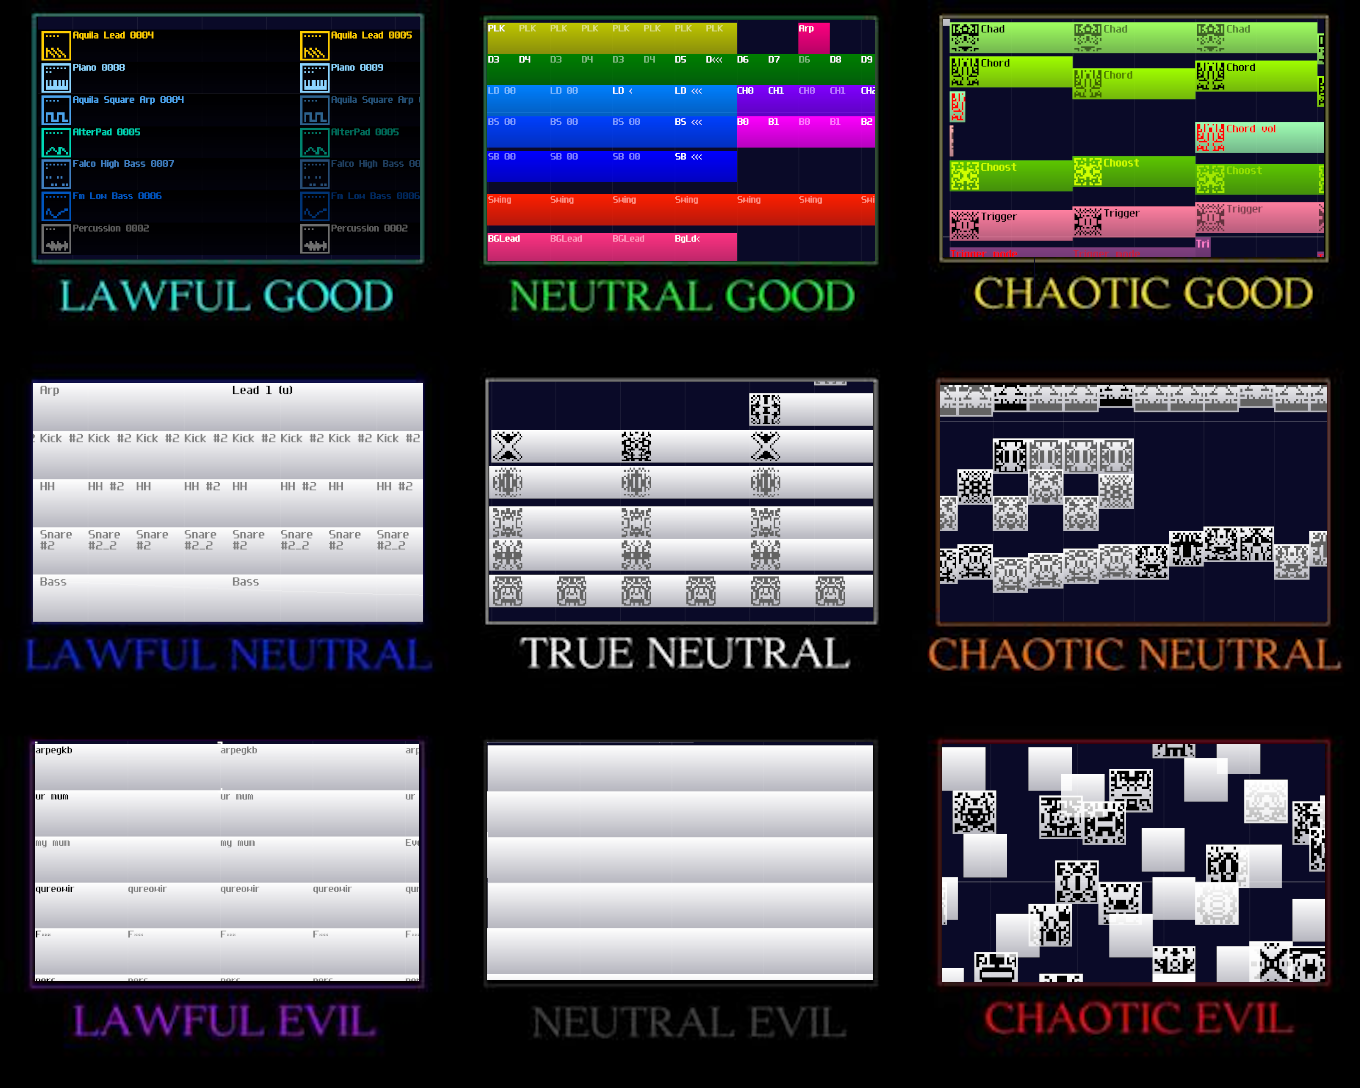 Aquila Lead 0004 Aquila Lead 0005
Piano 0008 Piano 0009
Aquila Square Arp 0004 Aquila Square Arp
AlterPad 0005 AlterPad 0005
Falco High Bass 0007 Falco High Bass 00
Fm Low Bass 0006 Fm Low Bass 0006
Percussion 0002 Percussion 0002
LAWFUL GOOD
PLK PLK PLK PLK PLK PLK PLK PLK Arp
D3 D4 D3 D4 D3 D4 D5 D<<< D6 D7 D6 D8 D9
LD 00 LD 00 LD < LD <<< CH0 CH1 CH0 CH1 CH2
BS 00 BS 00 BS 00 BS <<< B0 B1 B0 B1 B2
SB 00 SB 00 SB <<<
Swing Swing Swing Swing Swing Swing Swi
BGLead BGLead BGLead BgLd<
NEUTRAL GOOD
Chad Chad Chad
Chord Chord Chord
Chord vol
Choost Choost Choost
Trigger Trigger Trigger
Tri
CHAOTIC GOOD
Arp Lead 1 (u)
Kick #2 Kick #2 Kick #2 Kick #2 Kick #2 Kick #2 Kick #2 Kick #2
HH HH #2 HH HH #2 HH HH #2 HH HH #2
Snare Snare Snare Snare Snare Snare Snare Snare
#2 #2_2 #2 #2_2 #2 #2_2 #2 #2_2
Bass Bass
LAWFUL NEUTRAL
TRUE NEUTRAL
CHAOTIC NEUTRAL
arpegkb arpegkb arp
ur mum ur mum ur
my mum my mum
qureowir qureowir qureowir qureowir qur
LAWFUL EVIL
NEUTRAL EVIL
CHAOTIC EVIL